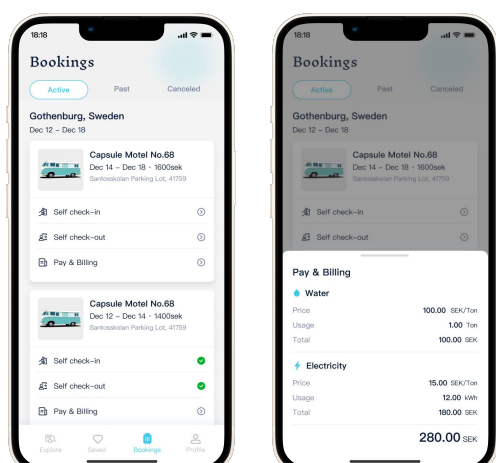 18:18
Bookings
Active Past Canceled
Gothenburg, Sweden
Dec 12 – Dec 18
Capsule Motel No.68
Dec 14 – Dec 18 · 1600sek
Santosskolan Parking Lot, 41759
Self check–in
Self check–out
Pay & Billing
Capsule Motel No.68
Dec 12 – Dec 14 · 1400sek
Santosskolan Parking Lot, 41759
Self check–in
Self check–out
Pay & Billing
Explore Saved Bookings Profile
18:18
Bookings
Active Past Canceled
Gothenburg, Sweden
Dec 12 – Dec 18
Capsule Motel No.68
Dec 14 – Dec 18 · 1600sek
Santosskolan Parking Lot, 41759
Self check–in
Self check–out
Pay & Billing
Water
Price 100.00 SEK/Ton
Usage 1.00 Ton
Total 100.00 SEK
Electricity
Price 15.00 SEK/Ton
Usage 12.00 kWh
Total 180.00 SEK
280.00 SEK